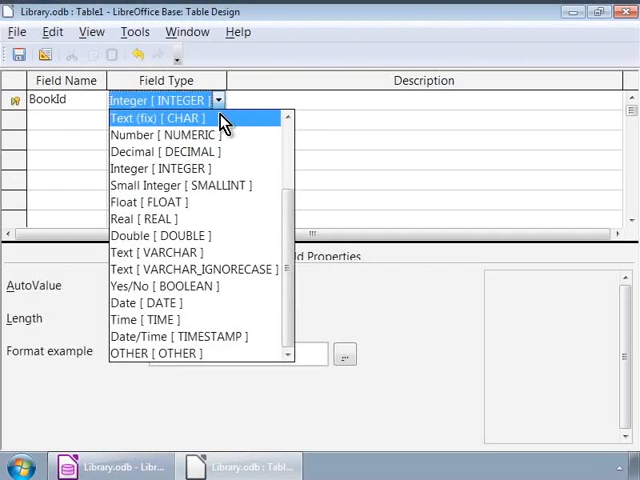 Library.odb : Table1 - LibreOffice Base: Table Design
File Edit View Tools Window Help
Field Name Field Type Description
BookId Integer [ INTEGER ]
Text (fix) [ CHAR ]
Number [ NUMERIC ]
Decimal [ DECIMAL ]
Integer [ INTEGER ]
Small Integer [ SMALLINT ]
Float [ FLOAT ]
Real [ REAL ]
Double [ DOUBLE ]
Text [ VARCHAR ]
Text [ VARCHAR_IGNORECASE ]
Yes/No [ BOOLEAN ]
Date [ DATE ]
Time [ TIME ]
Date/Time [ TIMESTAMP ]
OTHER [ OTHER ]
Properties
AutoValue
Length
Format example
...
Library.odb - Libr...
Library.odb : Tabl...